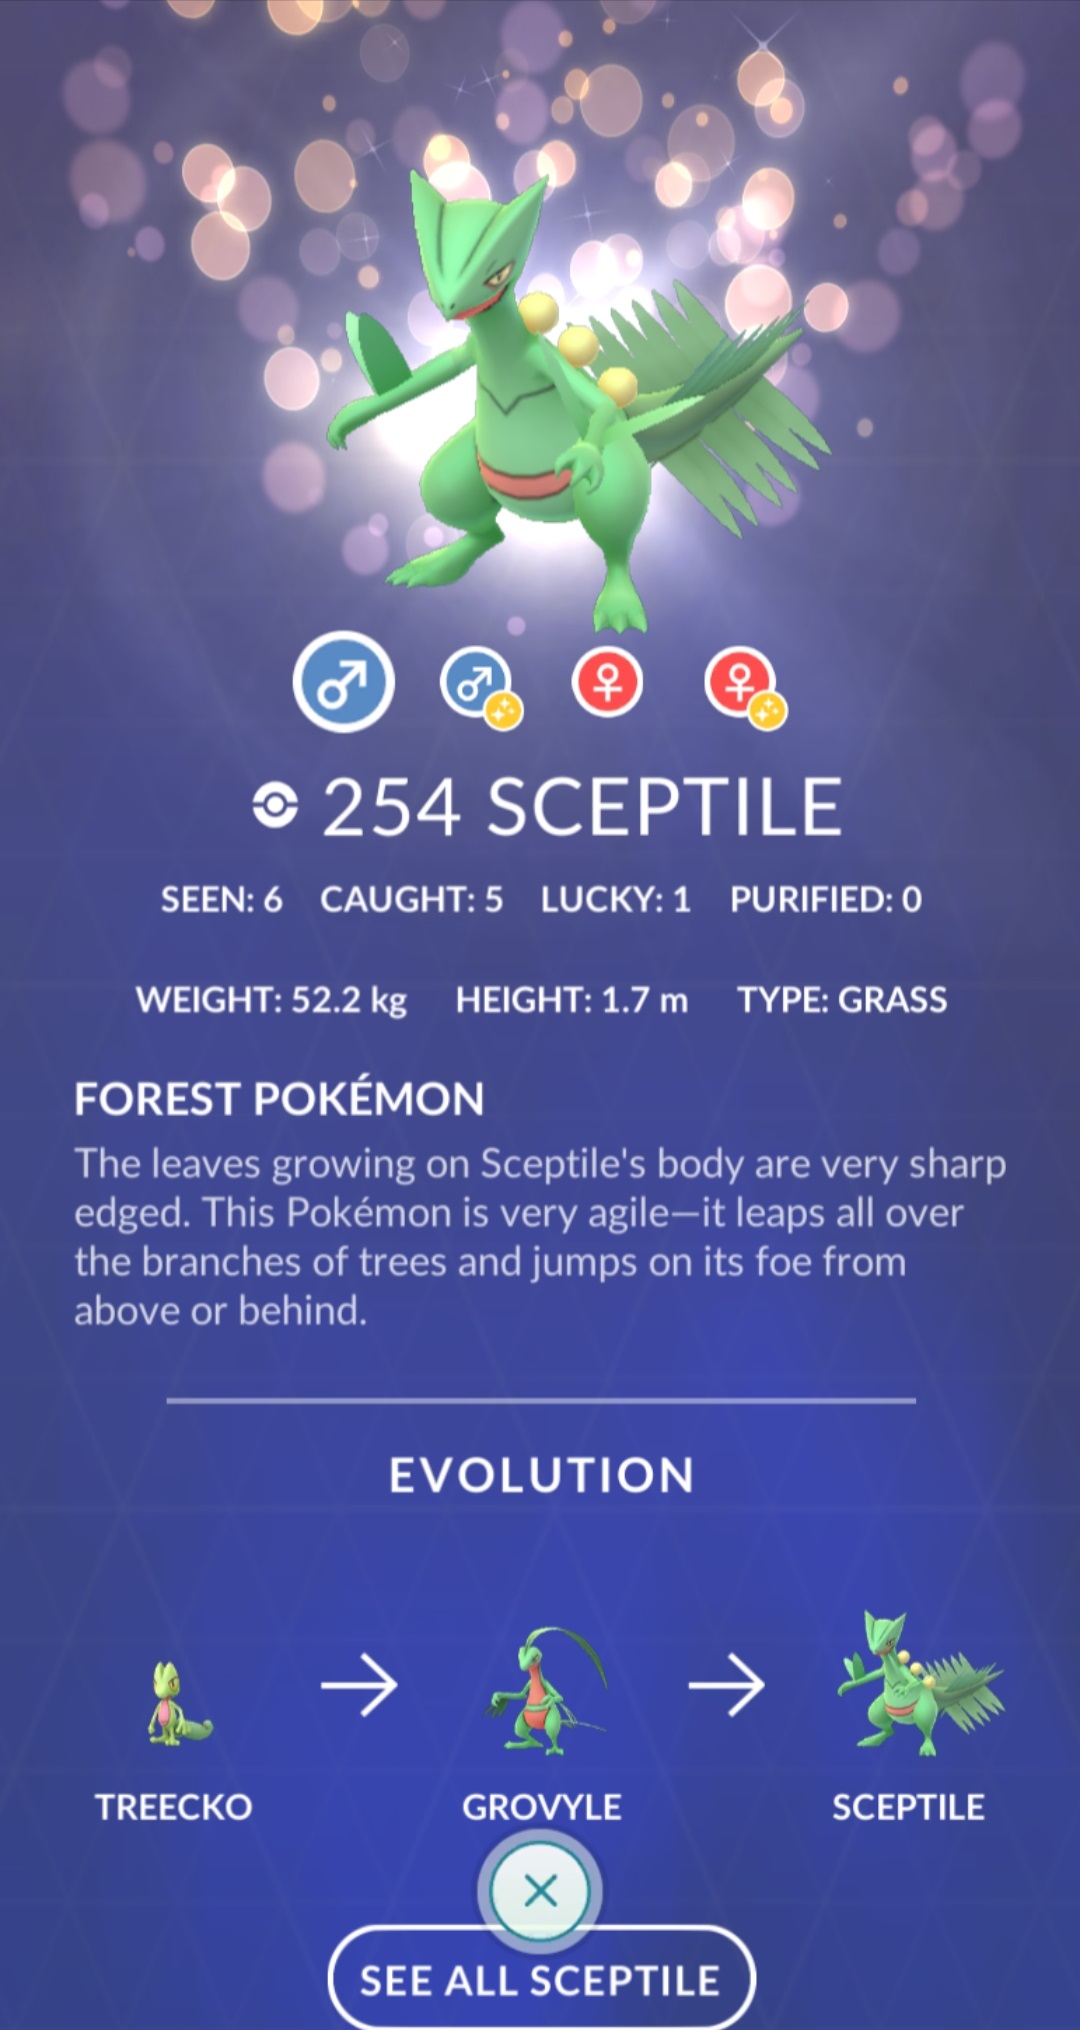 254 SCEPTILE
SEEN: 6 CAUGHT: 5 LUCKY: 1 PURIFIED: 0
WEIGHT: 52.2 kg HEIGHT: 1.7 m TYPE: GRASS
FOREST POKÉMON
The leaves growing on Sceptile's body are very sharp
edged. This Pokémon is very agile—it leaps all over
the branches of trees and jumps on its foe from
above or behind.
EVOLUTION
TREECKO GROVYLE SCEPTILE
SEE ALL SCEPTILE